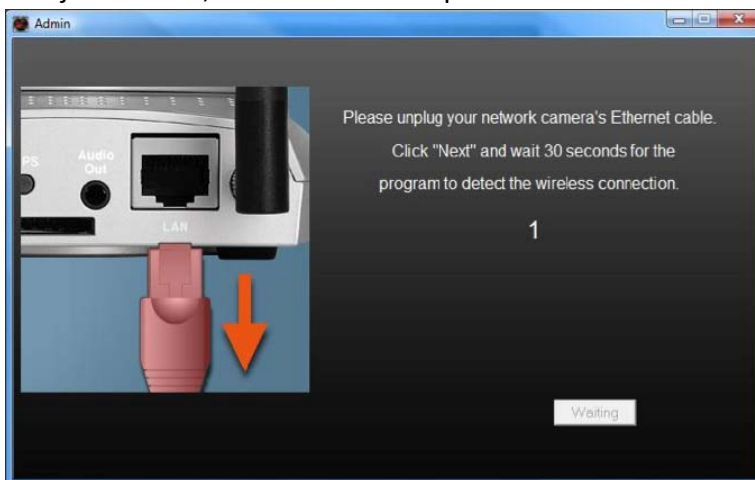 Admin
PS
Audio
Out
LAN
Please unplug your network camera's Ethernet cable.
Click "Next" and wait 30 seconds for the
program to detect the wireless connection.
1
Waiting